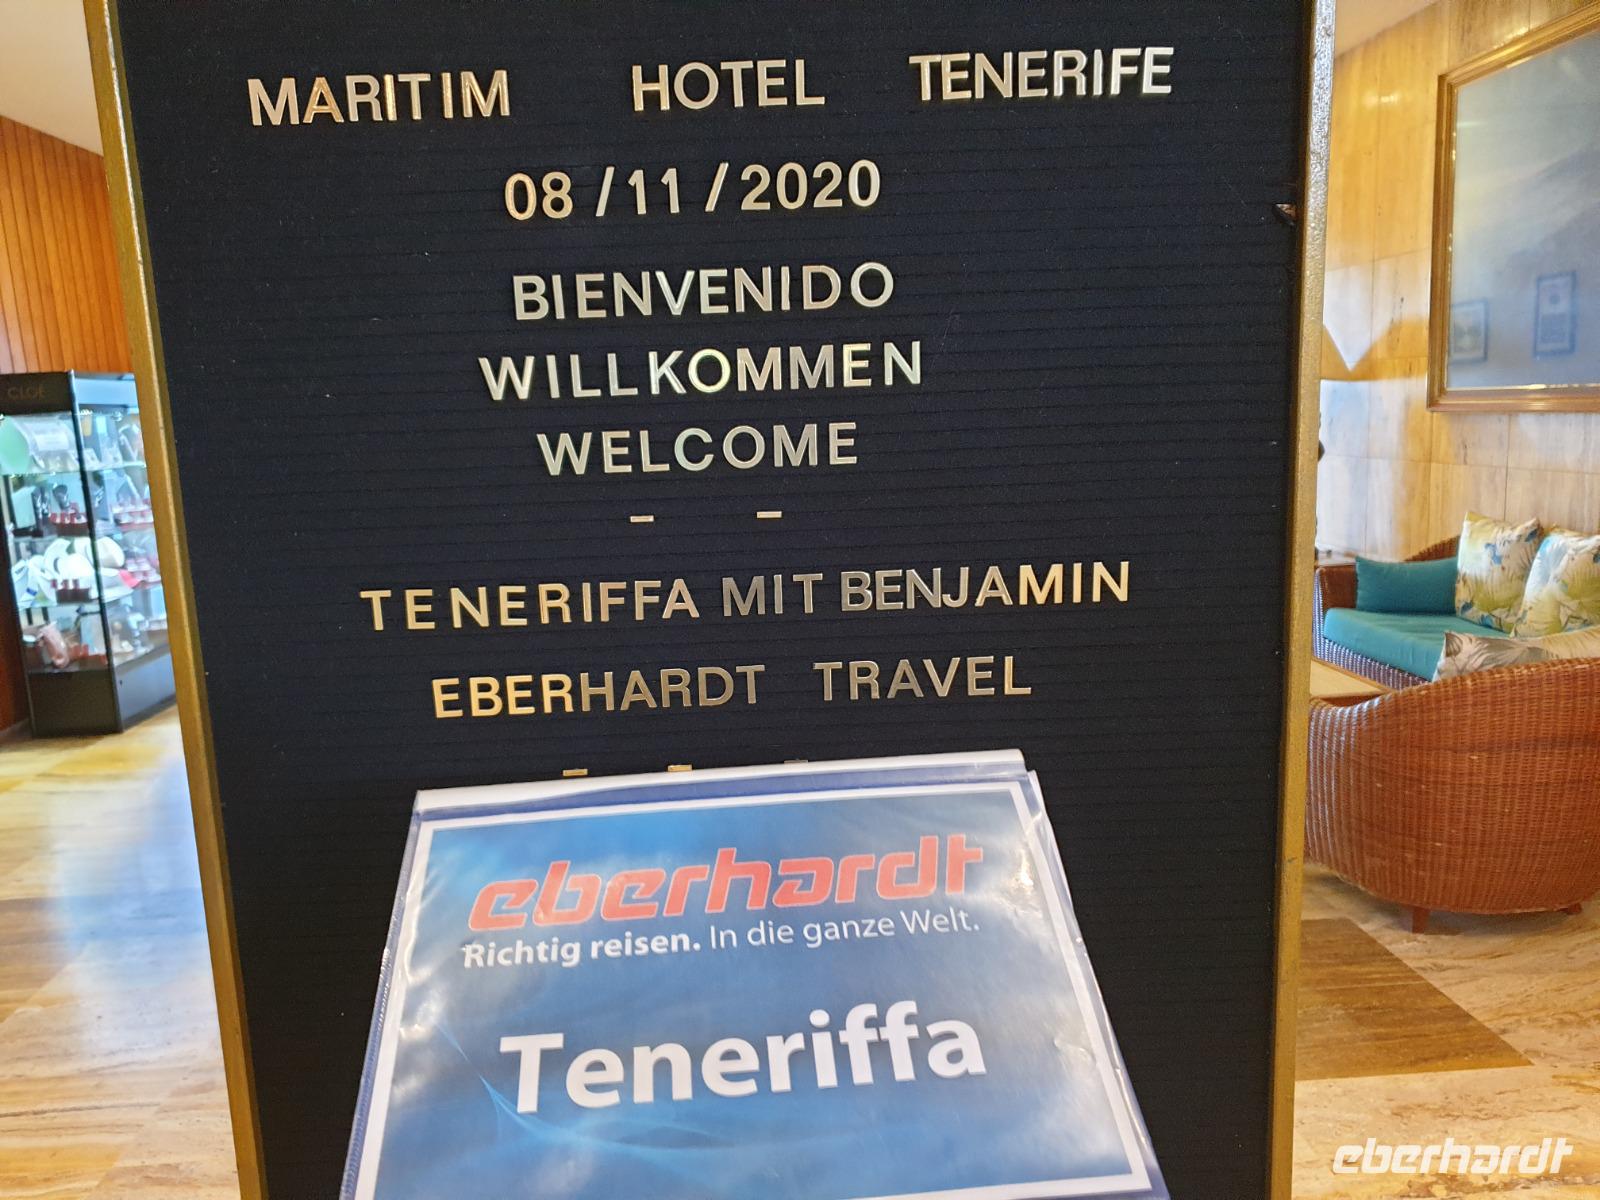 MARITIM HOTEL TENERIFE
08/11/2020
BIENVENIDO
WILLKOMMEN
WELCOME
- -
TENERIFFA MIT BENJAMIN
EBERHARDT TRAVEL
- - -
eberhardt
Richtig reisen. In die ganze Welt.
Teneriffa
CLOÉ
eberhardt